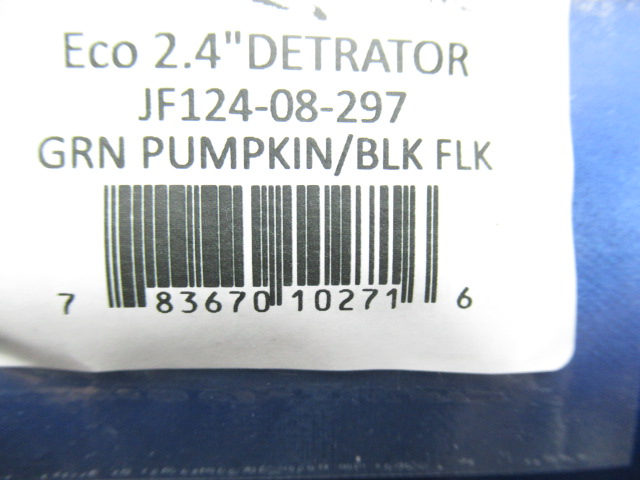 Eco 2.4"DETRATOR
JF124-08-297
GRN PUMPKIN/BLK FLK
7 83670 10271 6